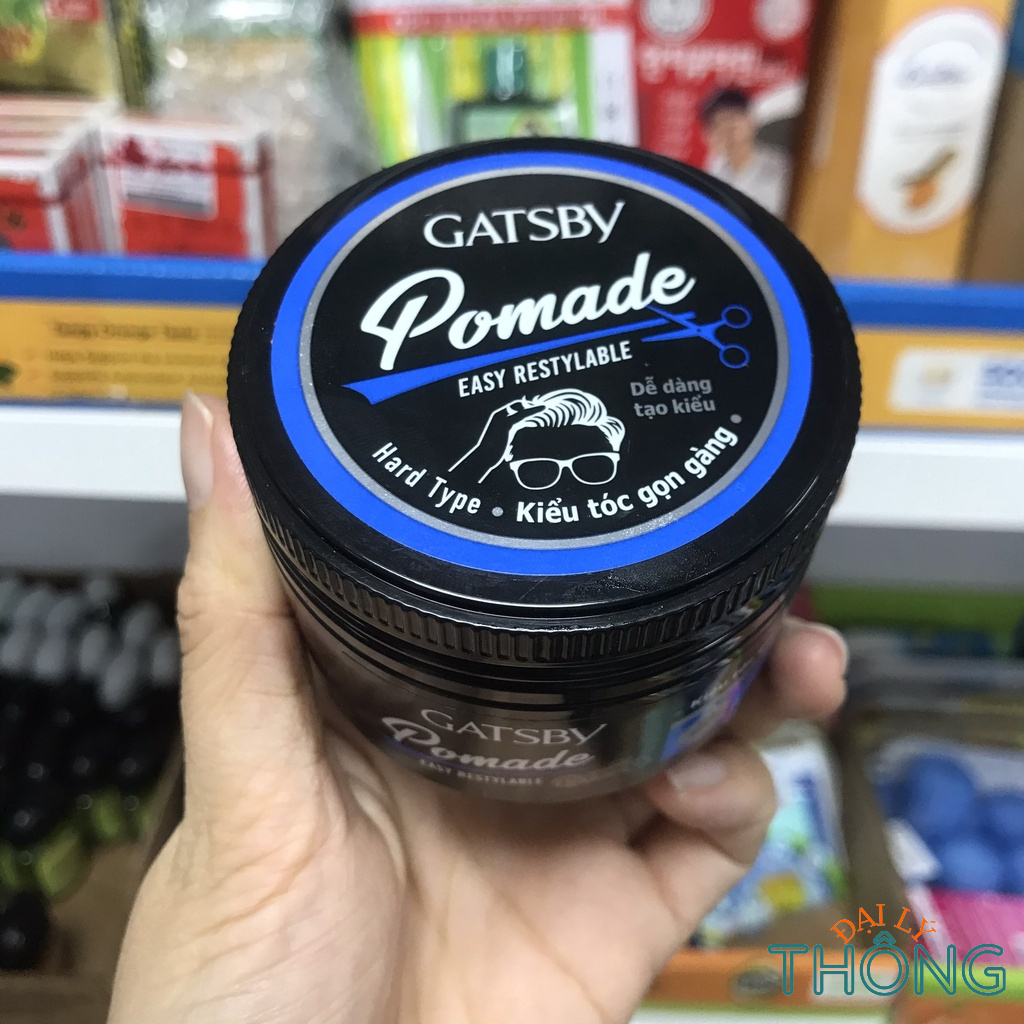 GATSBY
Pomade
EASY RESTYLABLE
Dễ dàng
tạo kiểu
Hard Type • Kiểu tóc gọn gàng •
GATSBY
Pomade
EASY RESTYLABLE
ĐẠI LÝ
THÔNG